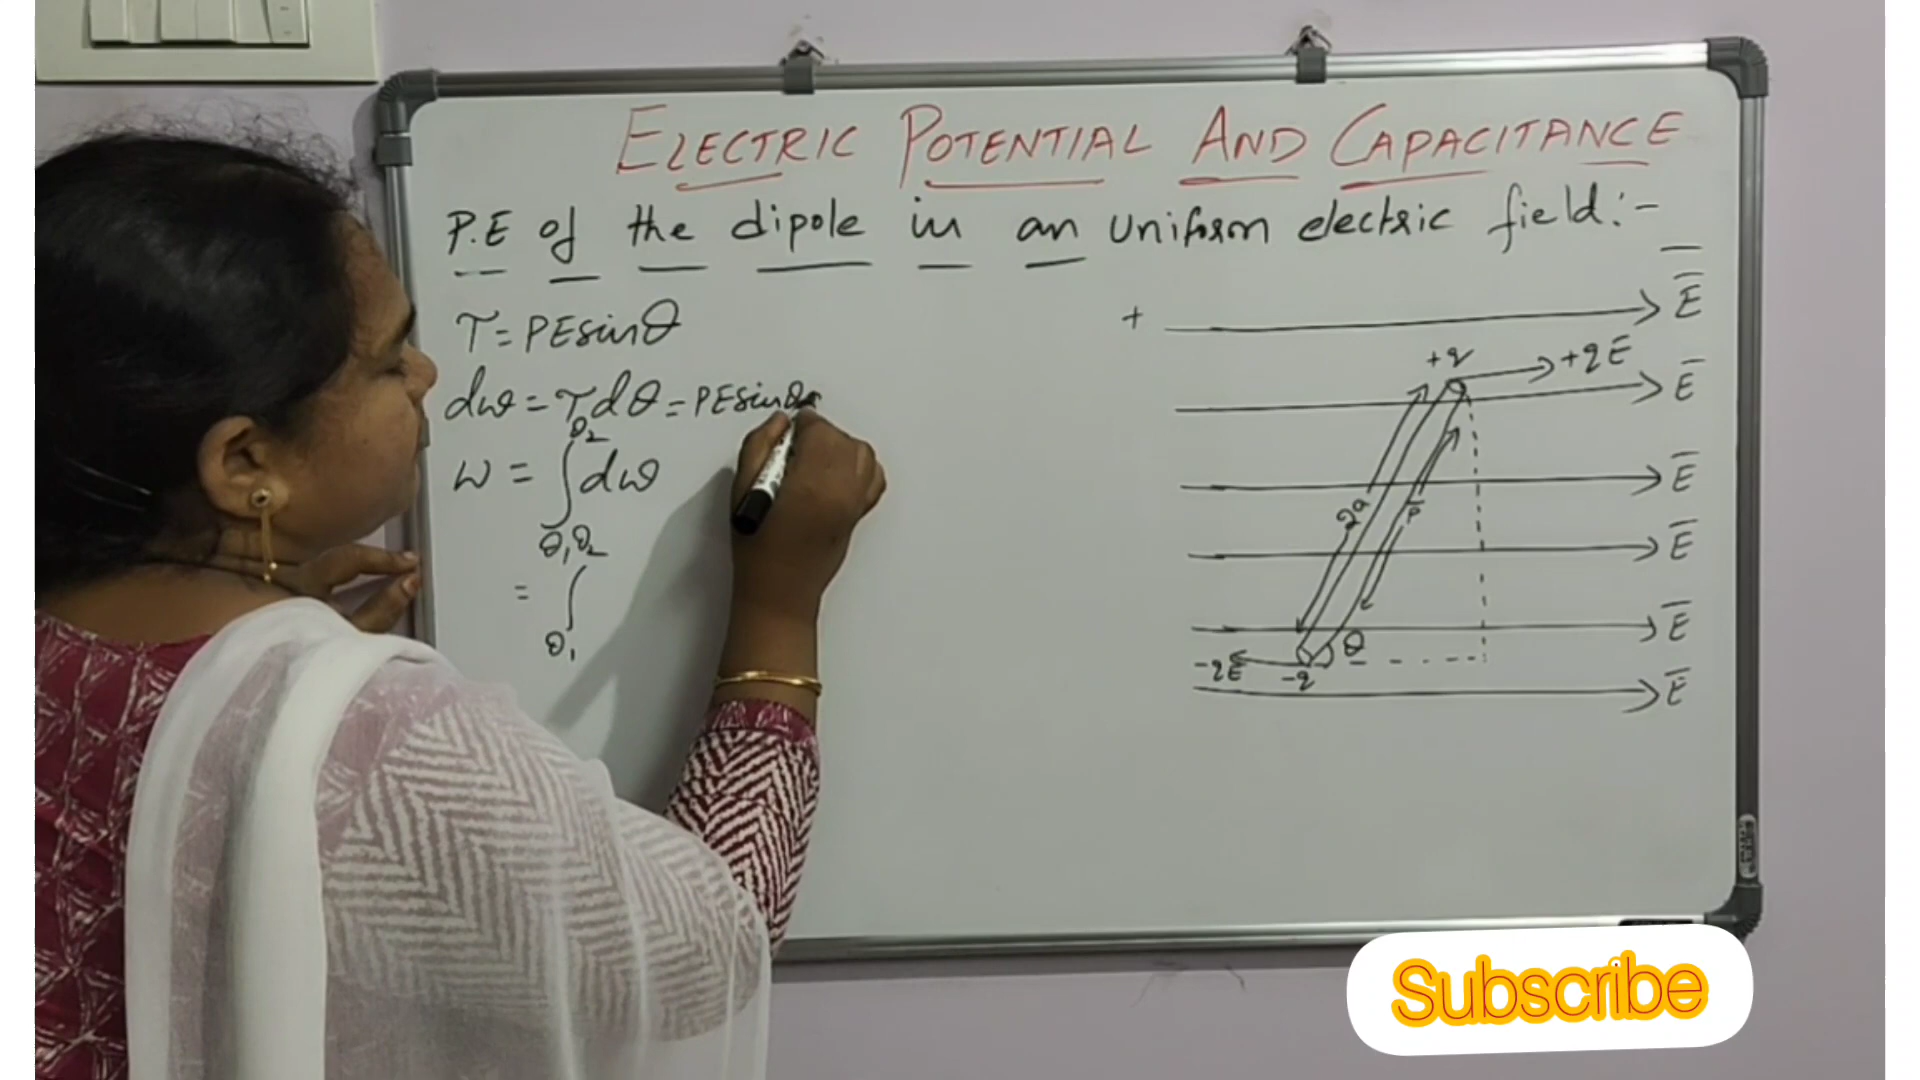 ELECTRIC POTENTIAL AND CAPACITANCE
P.E of the dipole in an uniform electric field:-
τ = PEsinθ
dw = τdθ = PEsinθ
θ₂
w = ∫dw
θ₁
θ₂
= ∫
θ₁
+
E̅
+q
+qE̅
E̅
E̅
2a
P̅
E̅
E̅
θ
-qE̅
-q
E̅
Subscribe